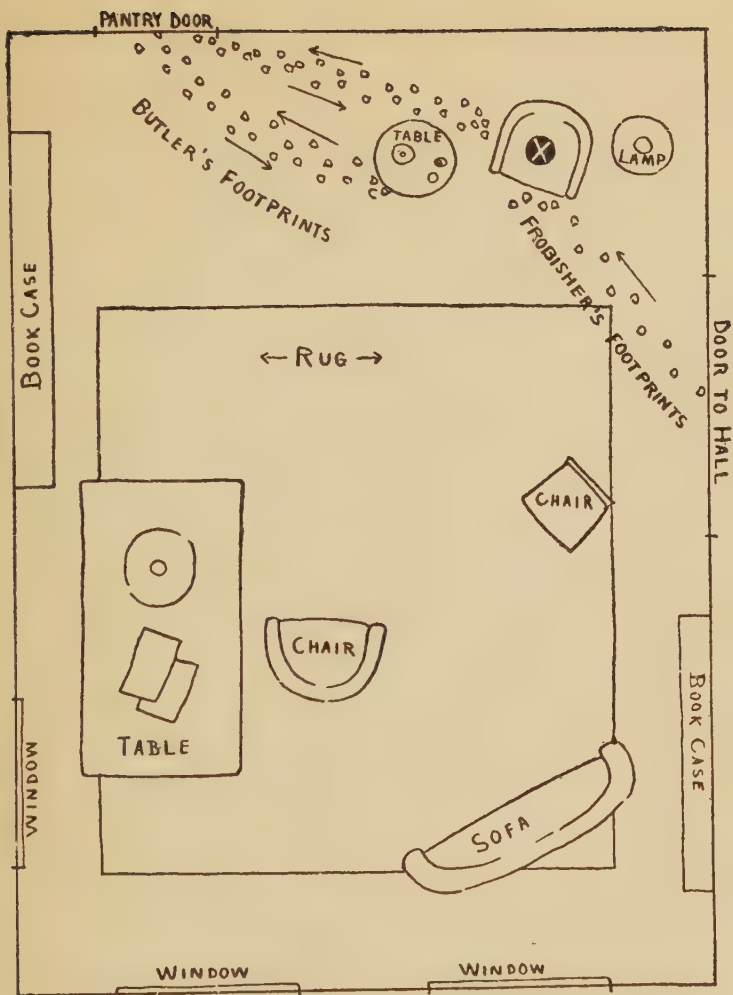 PANTRY DOOR
BUTLER'S FOOTPRINTS
TABLE
X
LAMP
FROBISHER'S FOOTPRINTS
BOOK CASE
RUG
DOOR TO HALL
CHAIR
CHAIR
TABLE
BOOK CASE
SOFA
WINDOW
WINDOW
WINDOW